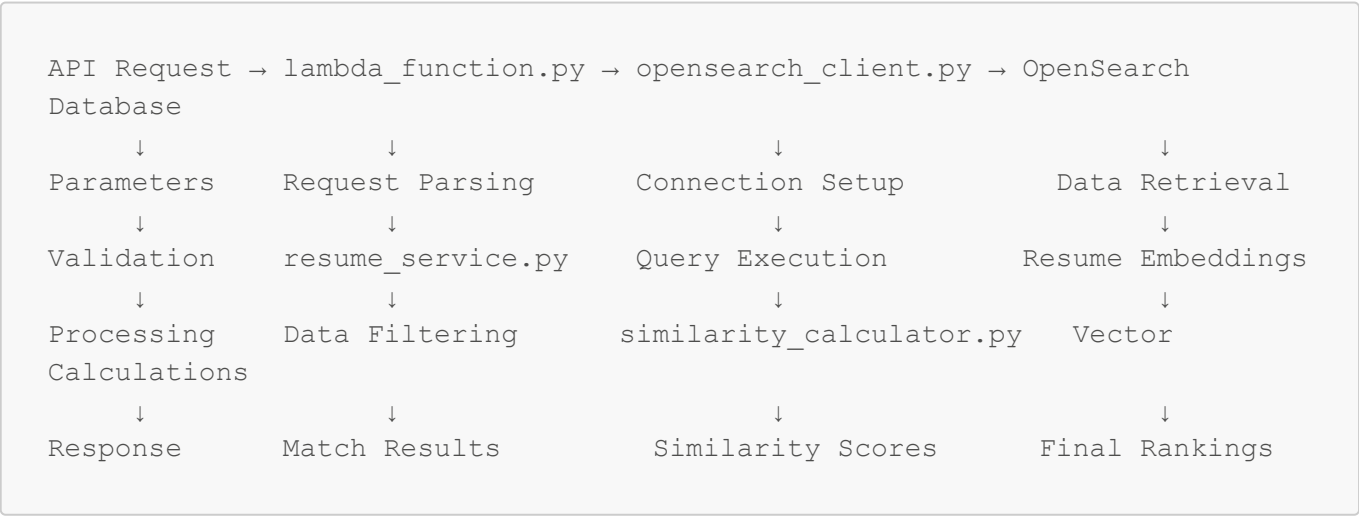 API Request → lambda_function.py → opensearch_client.py → OpenSearch
Database
↓ ↓ ↓ ↓
Parameters Request Parsing Connection Setup Data Retrieval
↓ ↓ ↓ ↓
Validation resume_service.py Query Execution Resume Embeddings
↓ ↓ ↓ ↓
Processing Data Filtering similarity_calculator.py Vector
Calculations
↓ ↓ ↓ ↓
Response Match Results Similarity Scores Final Rankings